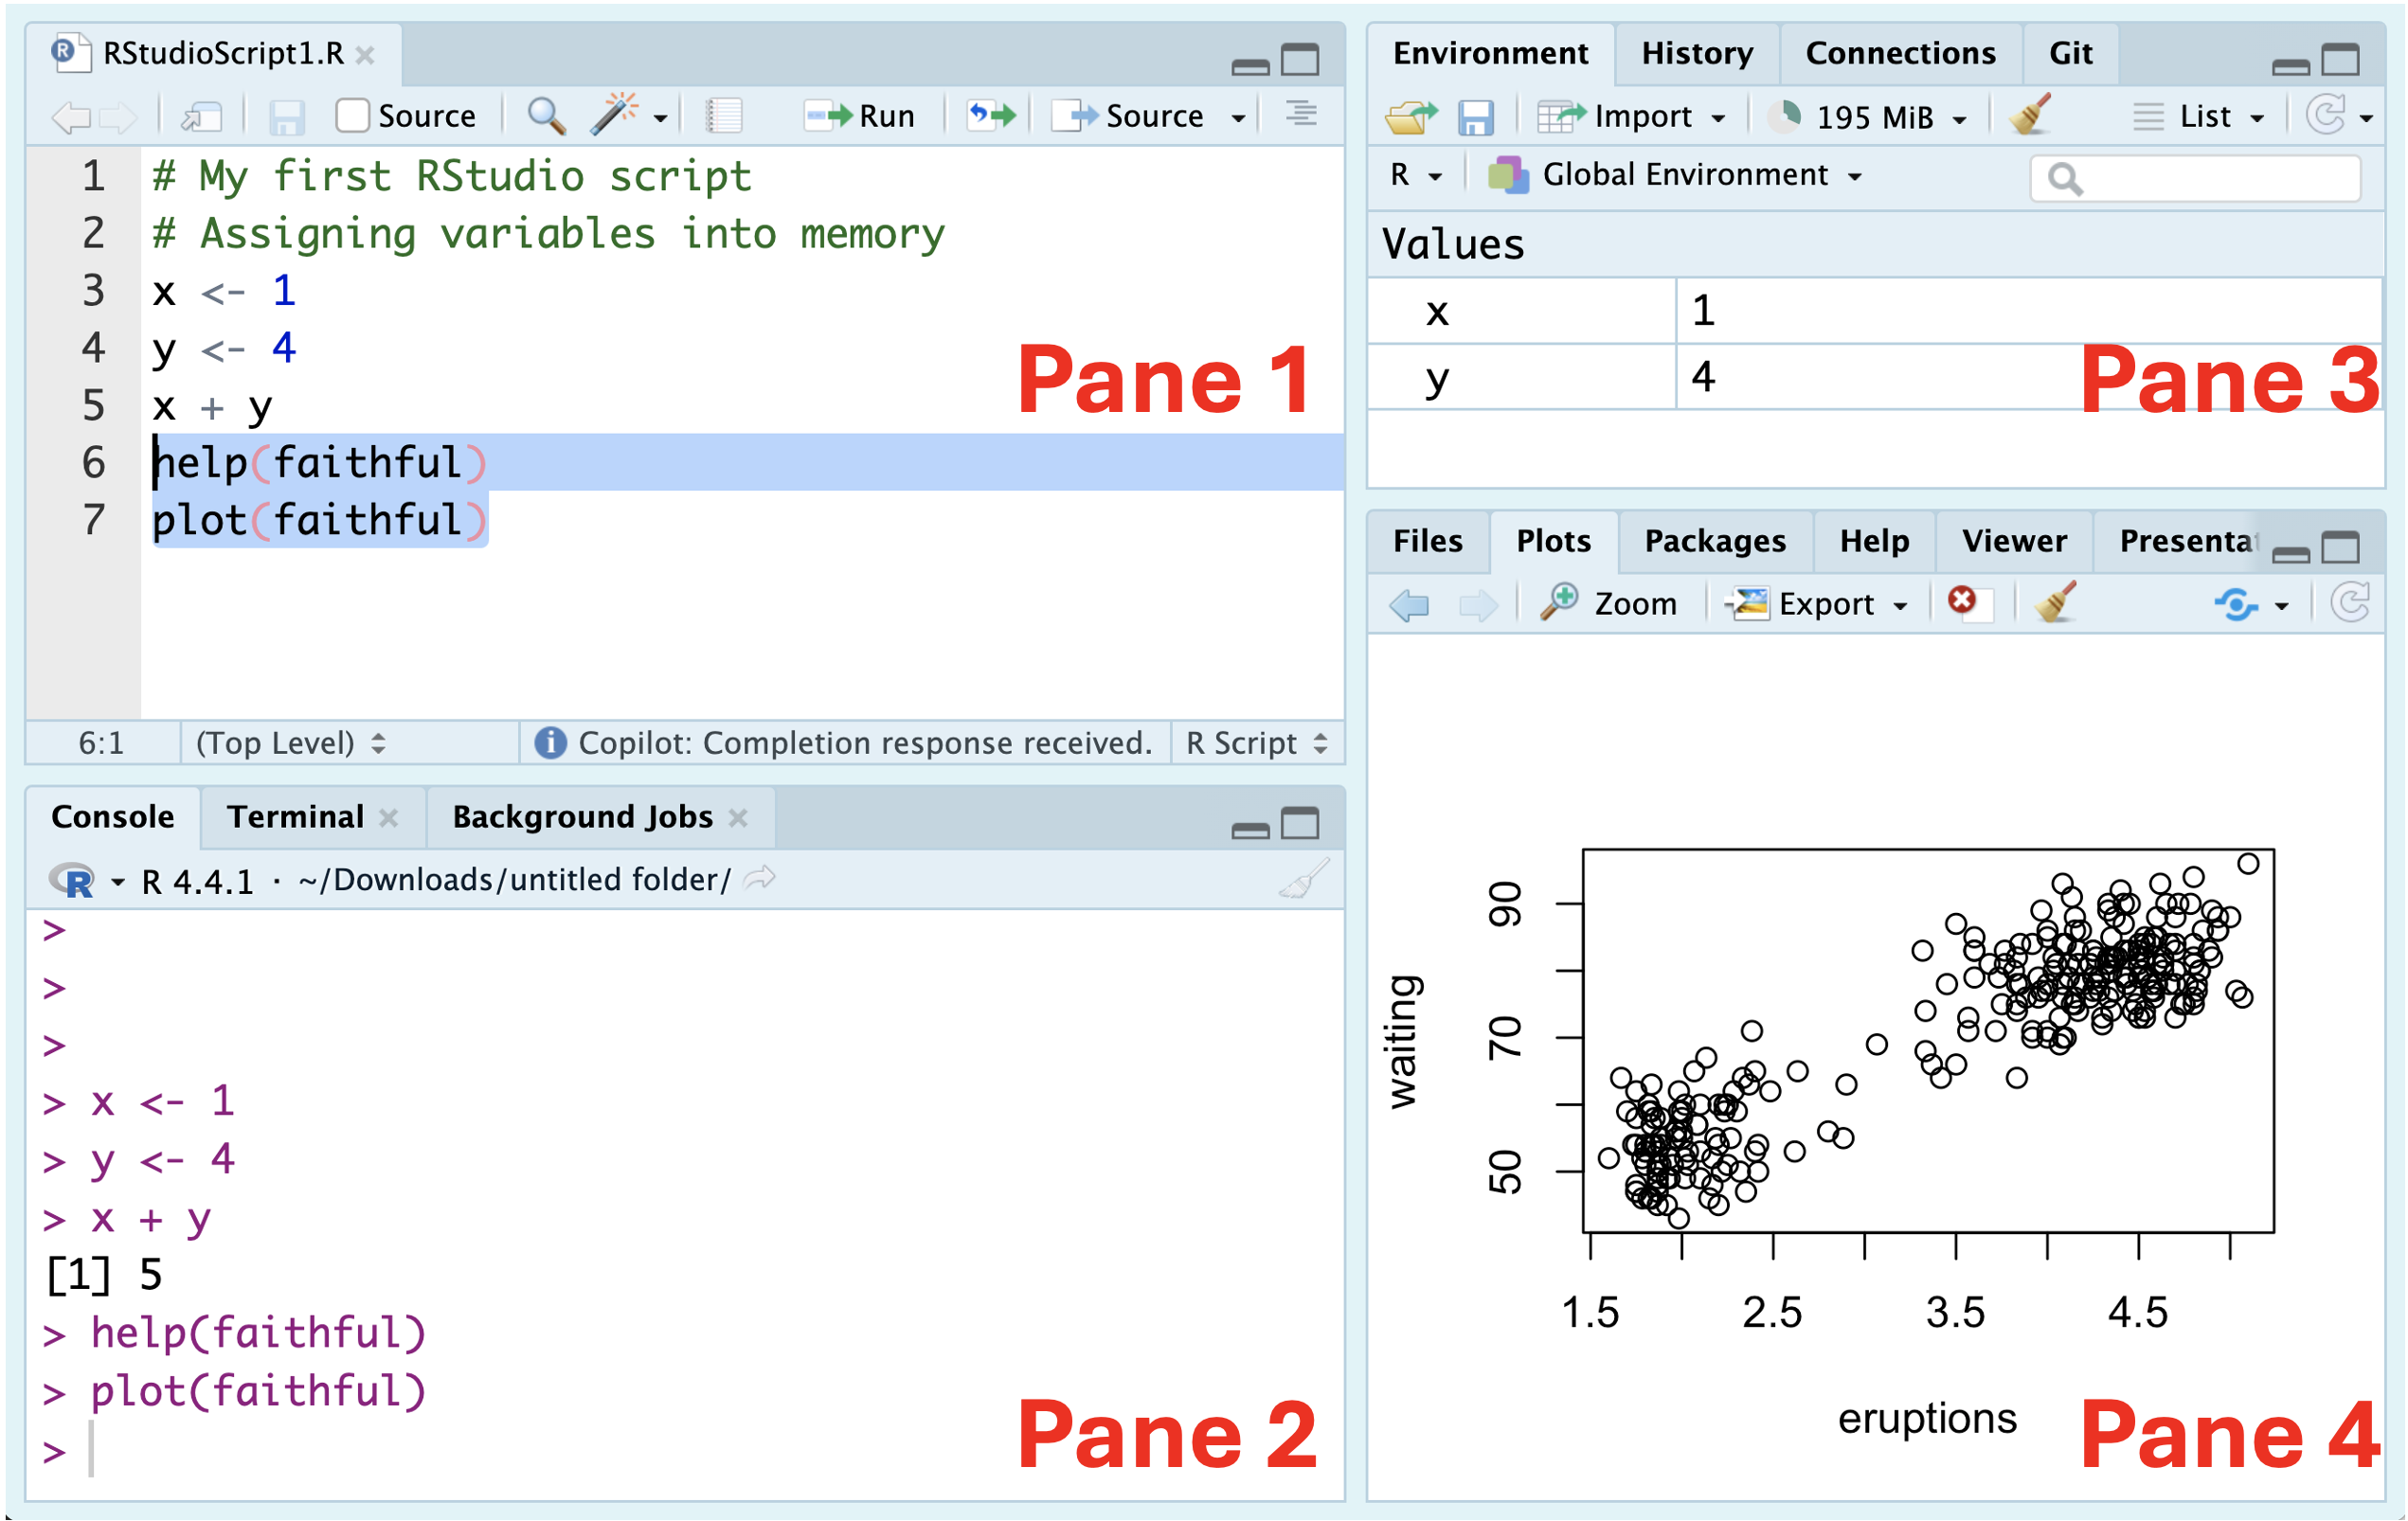 RStudioScript1.R
Source Run Source
1 # My first RStudio script
2 # Assigning variables into memory
3 x <- 1
4 y <- 4
5 x + y
6 help(faithful)
7 plot(faithful)
Pane 1
6:1 (Top Level) Copilot: Completion response received. R Script
Console Terminal Background Jobs
R 4.4.1 · ~/Downloads/untitled folder/
>
>
>
> x <- 1
> y <- 4
> x + y
[1] 5
> help(faithful)
> plot(faithful)
>
Pane 2
Environment History Connections Git
Import 195 MiB List
R Global Environment
Values
x 1
y 4
Pane 3
Files Plots Packages Help Viewer Presenta
Zoom Export
90
70
50
waiting
1.5 2.5 3.5 4.5
eruptions
Pane 4